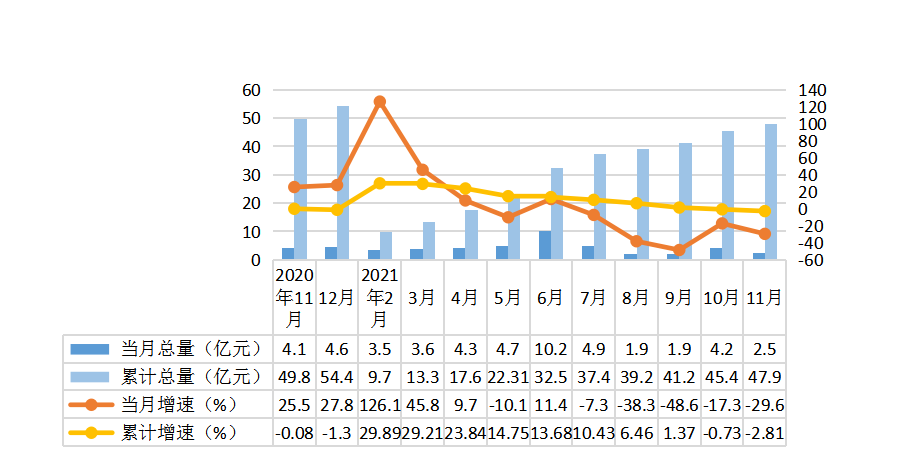 60 140
50 120
40 100
30 80
20 60
10 40
0 20
0
-20
-40
-60
2020年11月 12月 2021年2月 3月 4月 5月 6月 7月 8月 9月 10月 11月
当月总量（亿元） 4.1 4.6 3.5 3.6 4.3 4.7 10.2 4.9 1.9 1.9 4.2 2.5
累计总量（亿元） 49.8 54.4 9.7 13.3 17.6 22.31 32.5 37.4 39.2 41.2 45.4 47.9
当月增速（%） 25.5 27.8 126.1 45.8 9.7 -10.1 11.4 -7.3 -38.3 -48.6 -17.3 -29.6
累计增速（%） -0.08 -1.3 29.89 29.21 23.84 14.75 13.68 10.43 6.46 1.37 -0.73 -2.81